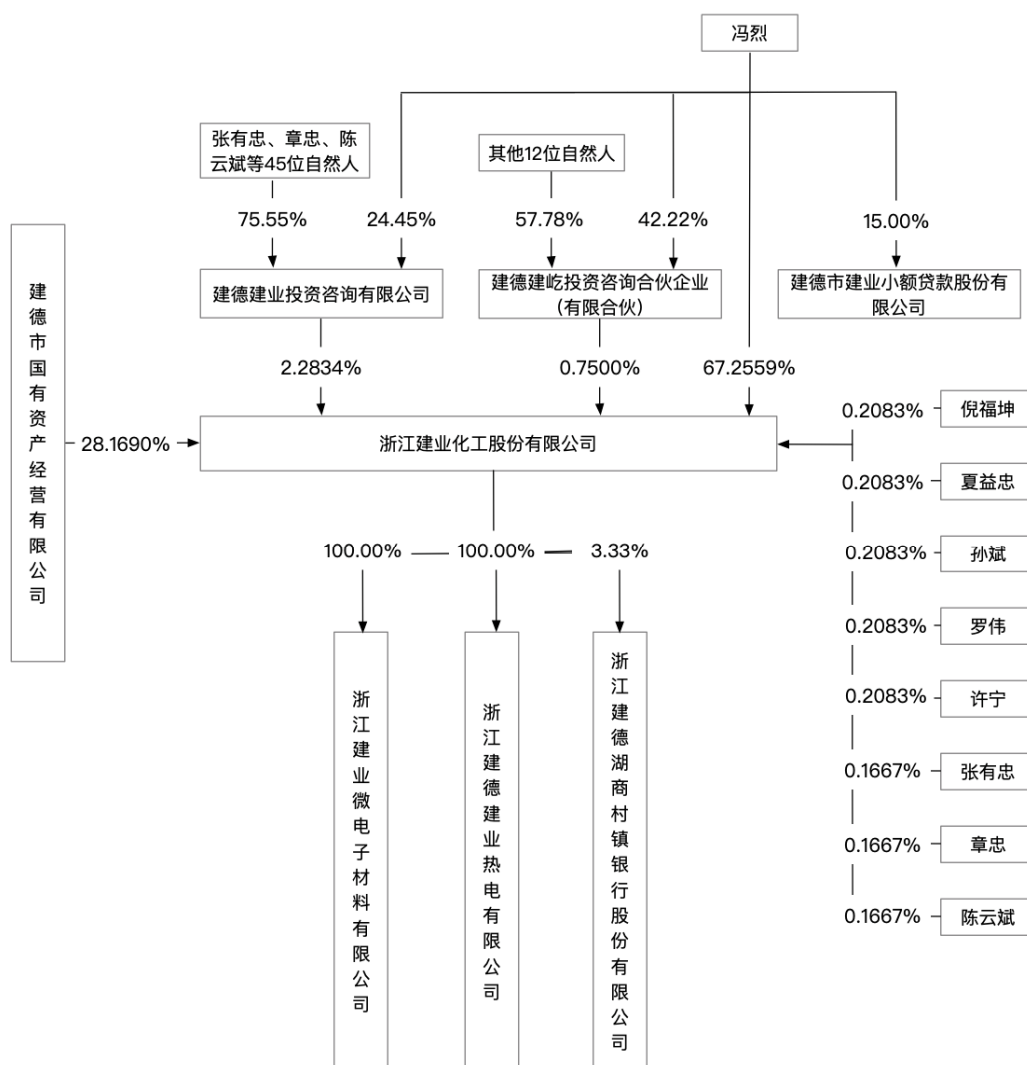 冯烈
张有忠、章忠、陈
云斌等45位自然人
其他12位自然人
75.55%
24.45%
57.78%
42.22%
15.00%
建德建业投资咨询有限公司
建德建屹投资咨询合伙企业
（有限合伙）
建德市建业小额贷款股份有
限公司
2.2834%
0.7500%
67.2559%
建德市国有资产经营有限公司
28.1690%
浙江建业化工股份有限公司
0.2083%
倪福坤
0.2083%
夏益忠
0.2083%
孙斌
0.2083%
罗伟
0.2083%
许宁
0.1667%
张有忠
0.1667%
章忠
0.1667%
陈云斌
100.00%
100.00%
3.33%
浙江建业微电子材料有限公司
浙江建德建业热电有限公司
浙江建德湖商村镇银行股份有限公司